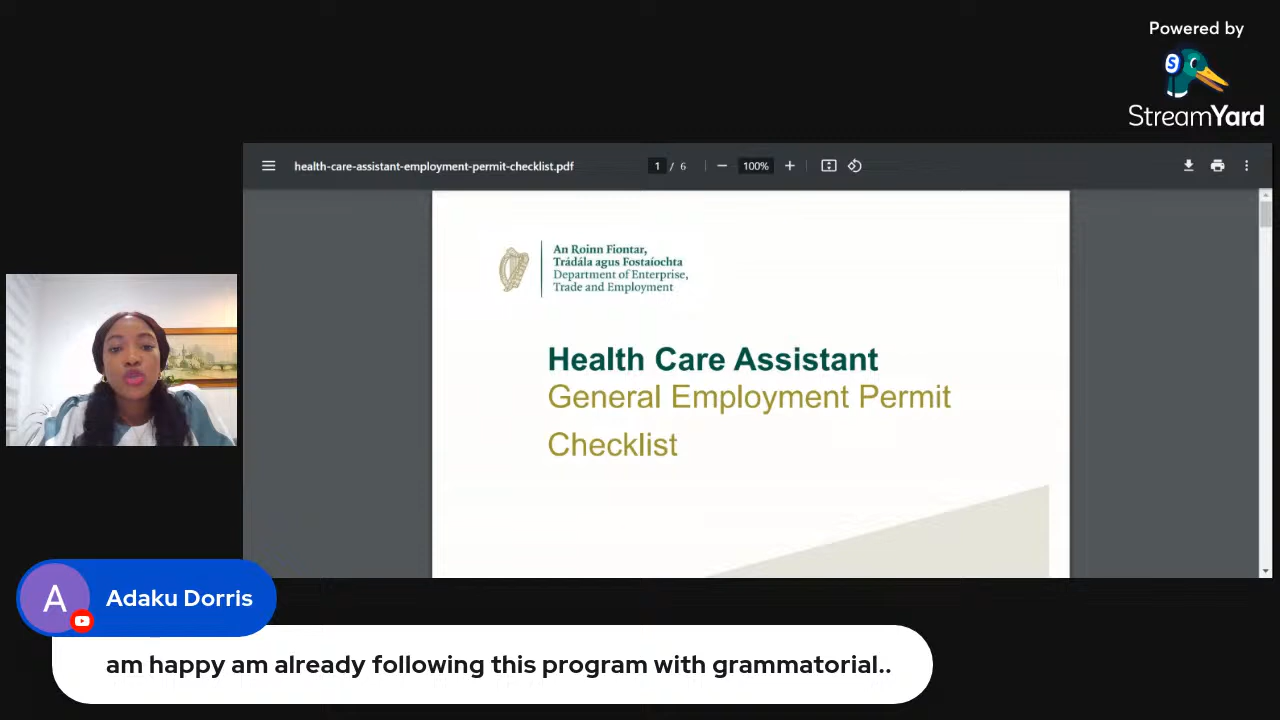 Powered by
S
StreamYard
health-care-assistant-employment-permit-checklist.pdf
1 / 6
100%
An Roinn Fiontar,
Trádála agus Fostaíochta
Department of Enterprise,
Trade and Employment
Health Care Assistant
General Employment Permit
Checklist
A
Adaku Dorris
am happy am already following this program with grammatorial..